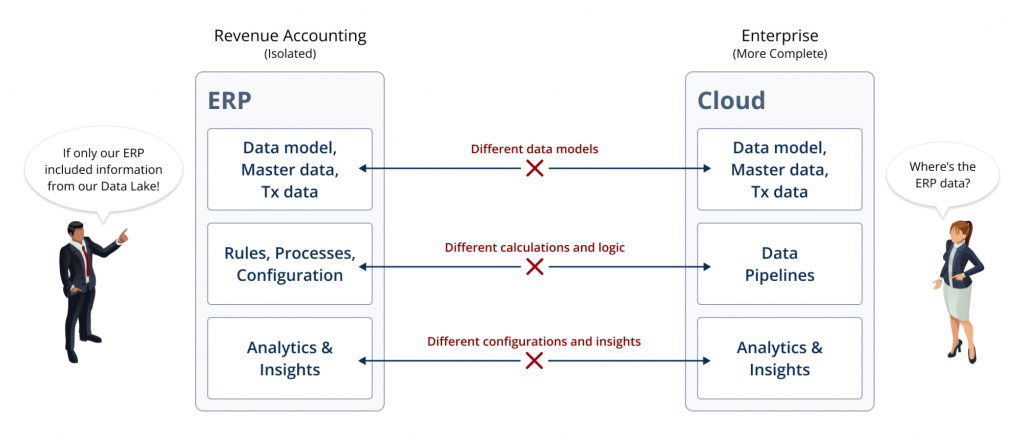 Revenue Accounting
(Isolated)
Enterprise
(More Complete)
ERP
Cloud
If only our ERP
included information
from our Data Lake!
Data model,
Master data,
Tx data
Different data models
Data model,
Master data,
Tx data
Where's the
ERP data?
Rules, Processes,
Configuration
Different calculations and logic
Data
Pipelines
Analytics &
Insights
Different configurations and insights
Analytics &
Insights